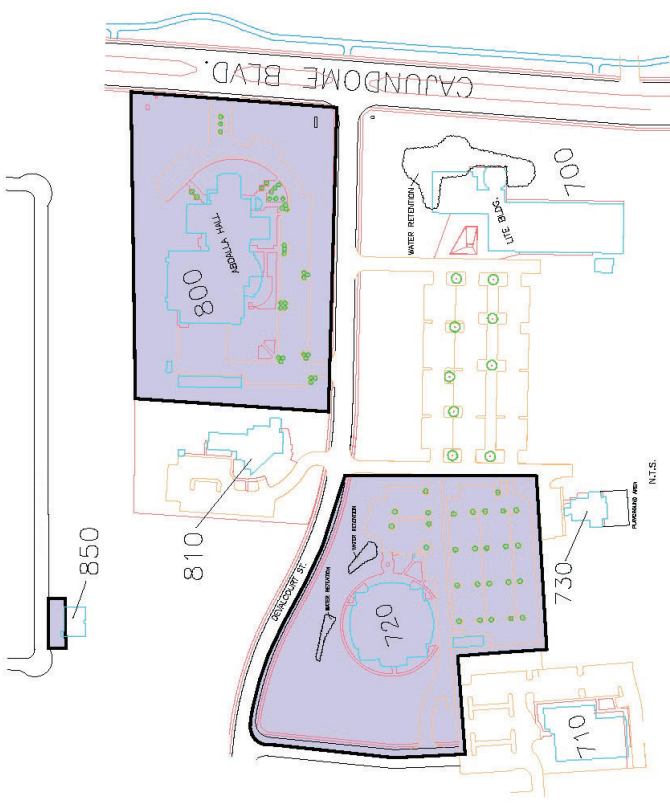 CAJUNDOME BLVD.
700
WATER RETENTION
LITE BLDG.
ABDALLA HALL
800
810
850
DEVALCOURT ST.
WATER RETENTION
WATER RETENTION
720
730
PLAYGROUND AREA
N.T.S.
710